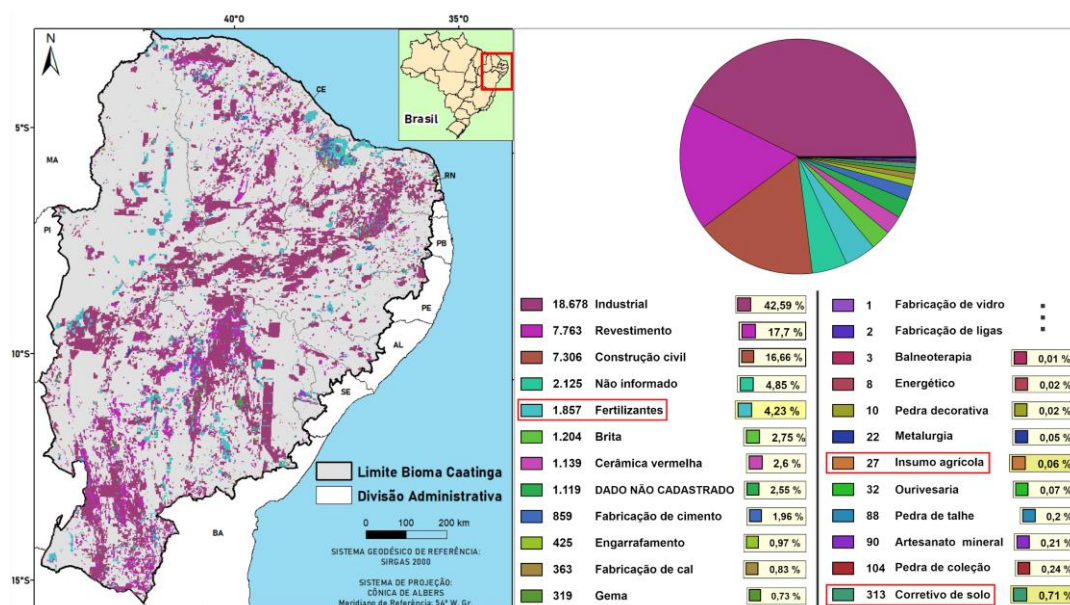 40°O
35°O
N
CE
Brasil
5°S
MA
RN
PI
PB
PE
10°S
AL
SE
Limite Bioma Caatinga
Divisão Administrativa
BA
0 100 200 km
SISTEMA GEODÉSICO DE REFERÊNCIA:
SIRGAS 2000
SISTEMA DE PROJEÇÃO:
CÔNICA DE ALBERS
Meridiano de Referência: 54° W. Gr.
15°S
18.678 Industrial 42,59 %
7.763 Revestimento 17,7 %
7.306 Construção civil 16,66 %
2.125 Não informado 4,85 %
1.857 Fertilizantes 4,23 %
1.204 Brita 2,75 %
1.139 Cerâmica vermelha 2,6 %
1.119 DADO NÃO CADASTRADO 2,55 %
859 Fabricação de cimento 1,96 %
425 Engarrafamento 0,97 %
363 Fabricação de cal 0,83 %
319 Gema 0,73 %
1 Fabricação de vidro
2 Fabricação de ligas
3 Balneoterapia 0,01 %
8 Energético 0,02 %
10 Pedra decorativa 0,02 %
22 Metalurgia 0,05 %
27 Insumo agrícola 0,06 %
32 Ourivesaria 0,07 %
88 Pedra de talhe 0,2 %
90 Artesanato mineral 0,21 %
104 Pedra de coleção 0,24 %
313 Corretivo de solo 0,71 %